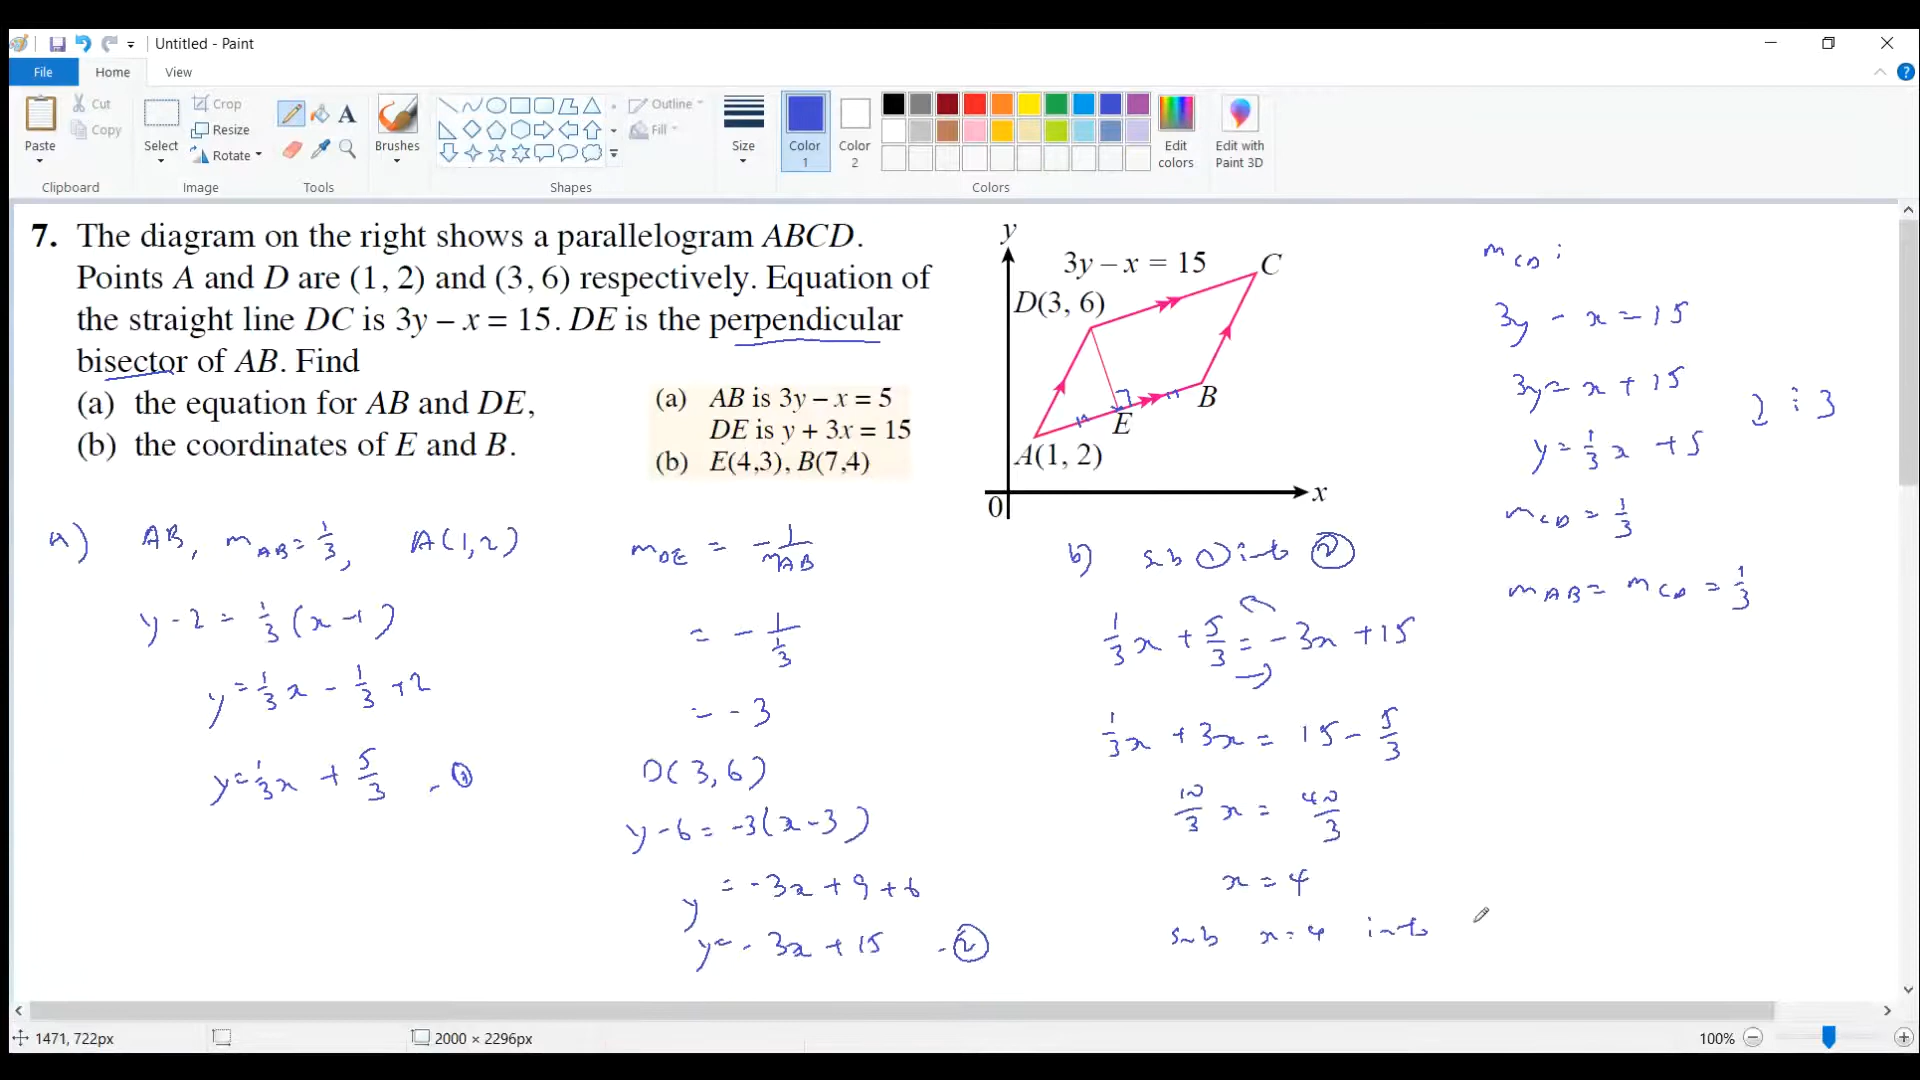 Untitled - Paint
File Home View
Paste
Cut
Copy
Clipboard
Select
Crop
Resize
Rotate
Image
Tools
Brushes
Shapes
Outline
Fill
Size
Color 1
Color 2
Colors
Edit colors
Edit with Paint 3D
7. The diagram on the right shows a parallelogram ABCD.
Points A and D are (1, 2) and (3, 6) respectively. Equation of
the straight line DC is 3y – x = 15. DE is the perpendicular
bisector of AB. Find
(a) the equation for AB and DE,
(b) the coordinates of E and B.
(a) AB is 3y – x = 5
DE is y + 3x = 15
(b) E(4,3), B(7,4)
y
3y – x = 15
C
D(3, 6)
B
E
A(1, 2)
0
x
m CD :
3y - x = 15
3y = x + 15
y = 1/3 x + 5
2 : 3
m CD = 1/3
m AB = m CD = 1/3
a) AB, m AB = 1/3, A(1,2)
y - 2 = 1/3 (x - 1)
y = 1/3 x - 1/3 + 2
y = 1/3 x + 5/3 - ①
m DE = - 1/m AB
= - 1/(1/3)
= - 3
D(3, 6)
y - 6 = -3(x - 3)
y = -3x + 9 + 6
y = - 3x + 15 - ②
b) sub ① into ②
1/3 x + 5/3 = - 3x + 15
1/3 x + 3x = 15 - 5/3
10/3 x = 40/3
x = 4
sub x = 4 into
1471, 722px
2000 × 2296px
100%